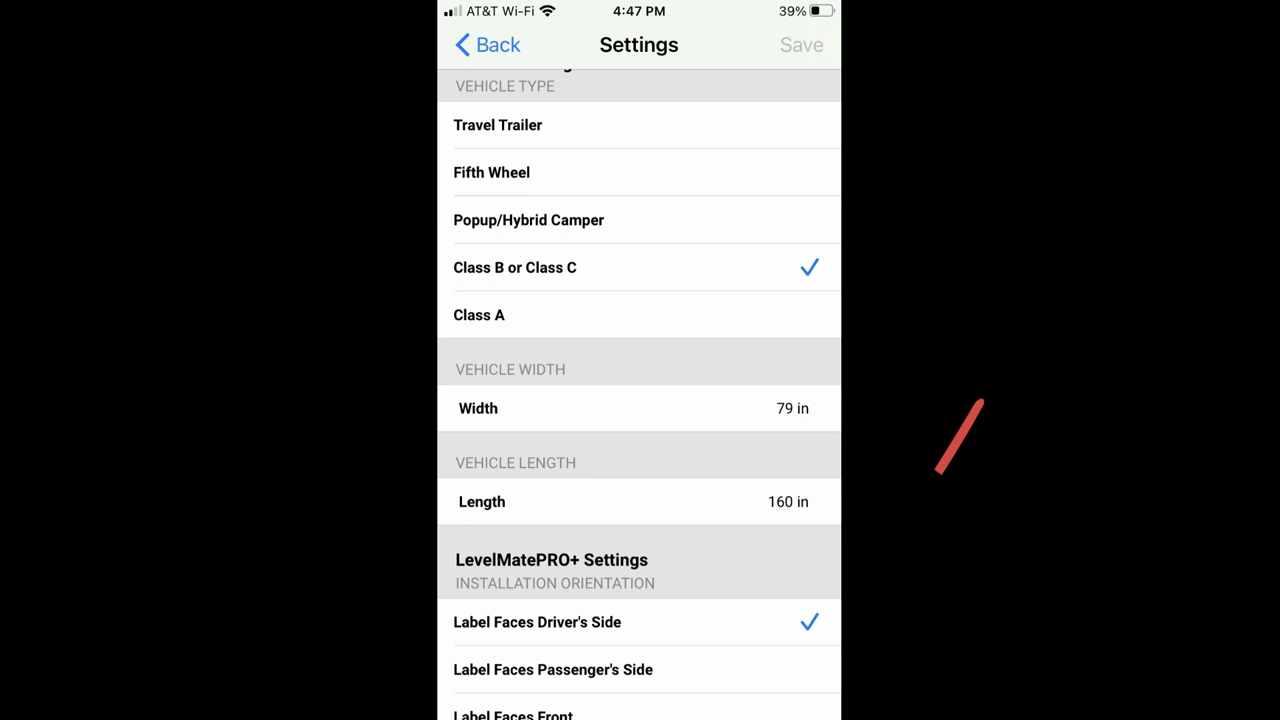 AT&T Wi-Fi 4:47 PM 39%
Back Settings Save
VEHICLE TYPE
Travel Trailer
Fifth Wheel
Popup/Hybrid Camper
Class B or Class C
Class A
VEHICLE WIDTH
Width 79 in
VEHICLE LENGTH
Length 160 in
LevelMatePRO+ Settings
INSTALLATION ORIENTATION
Label Faces Driver's Side
Label Faces Passenger's Side
Label Faces Front